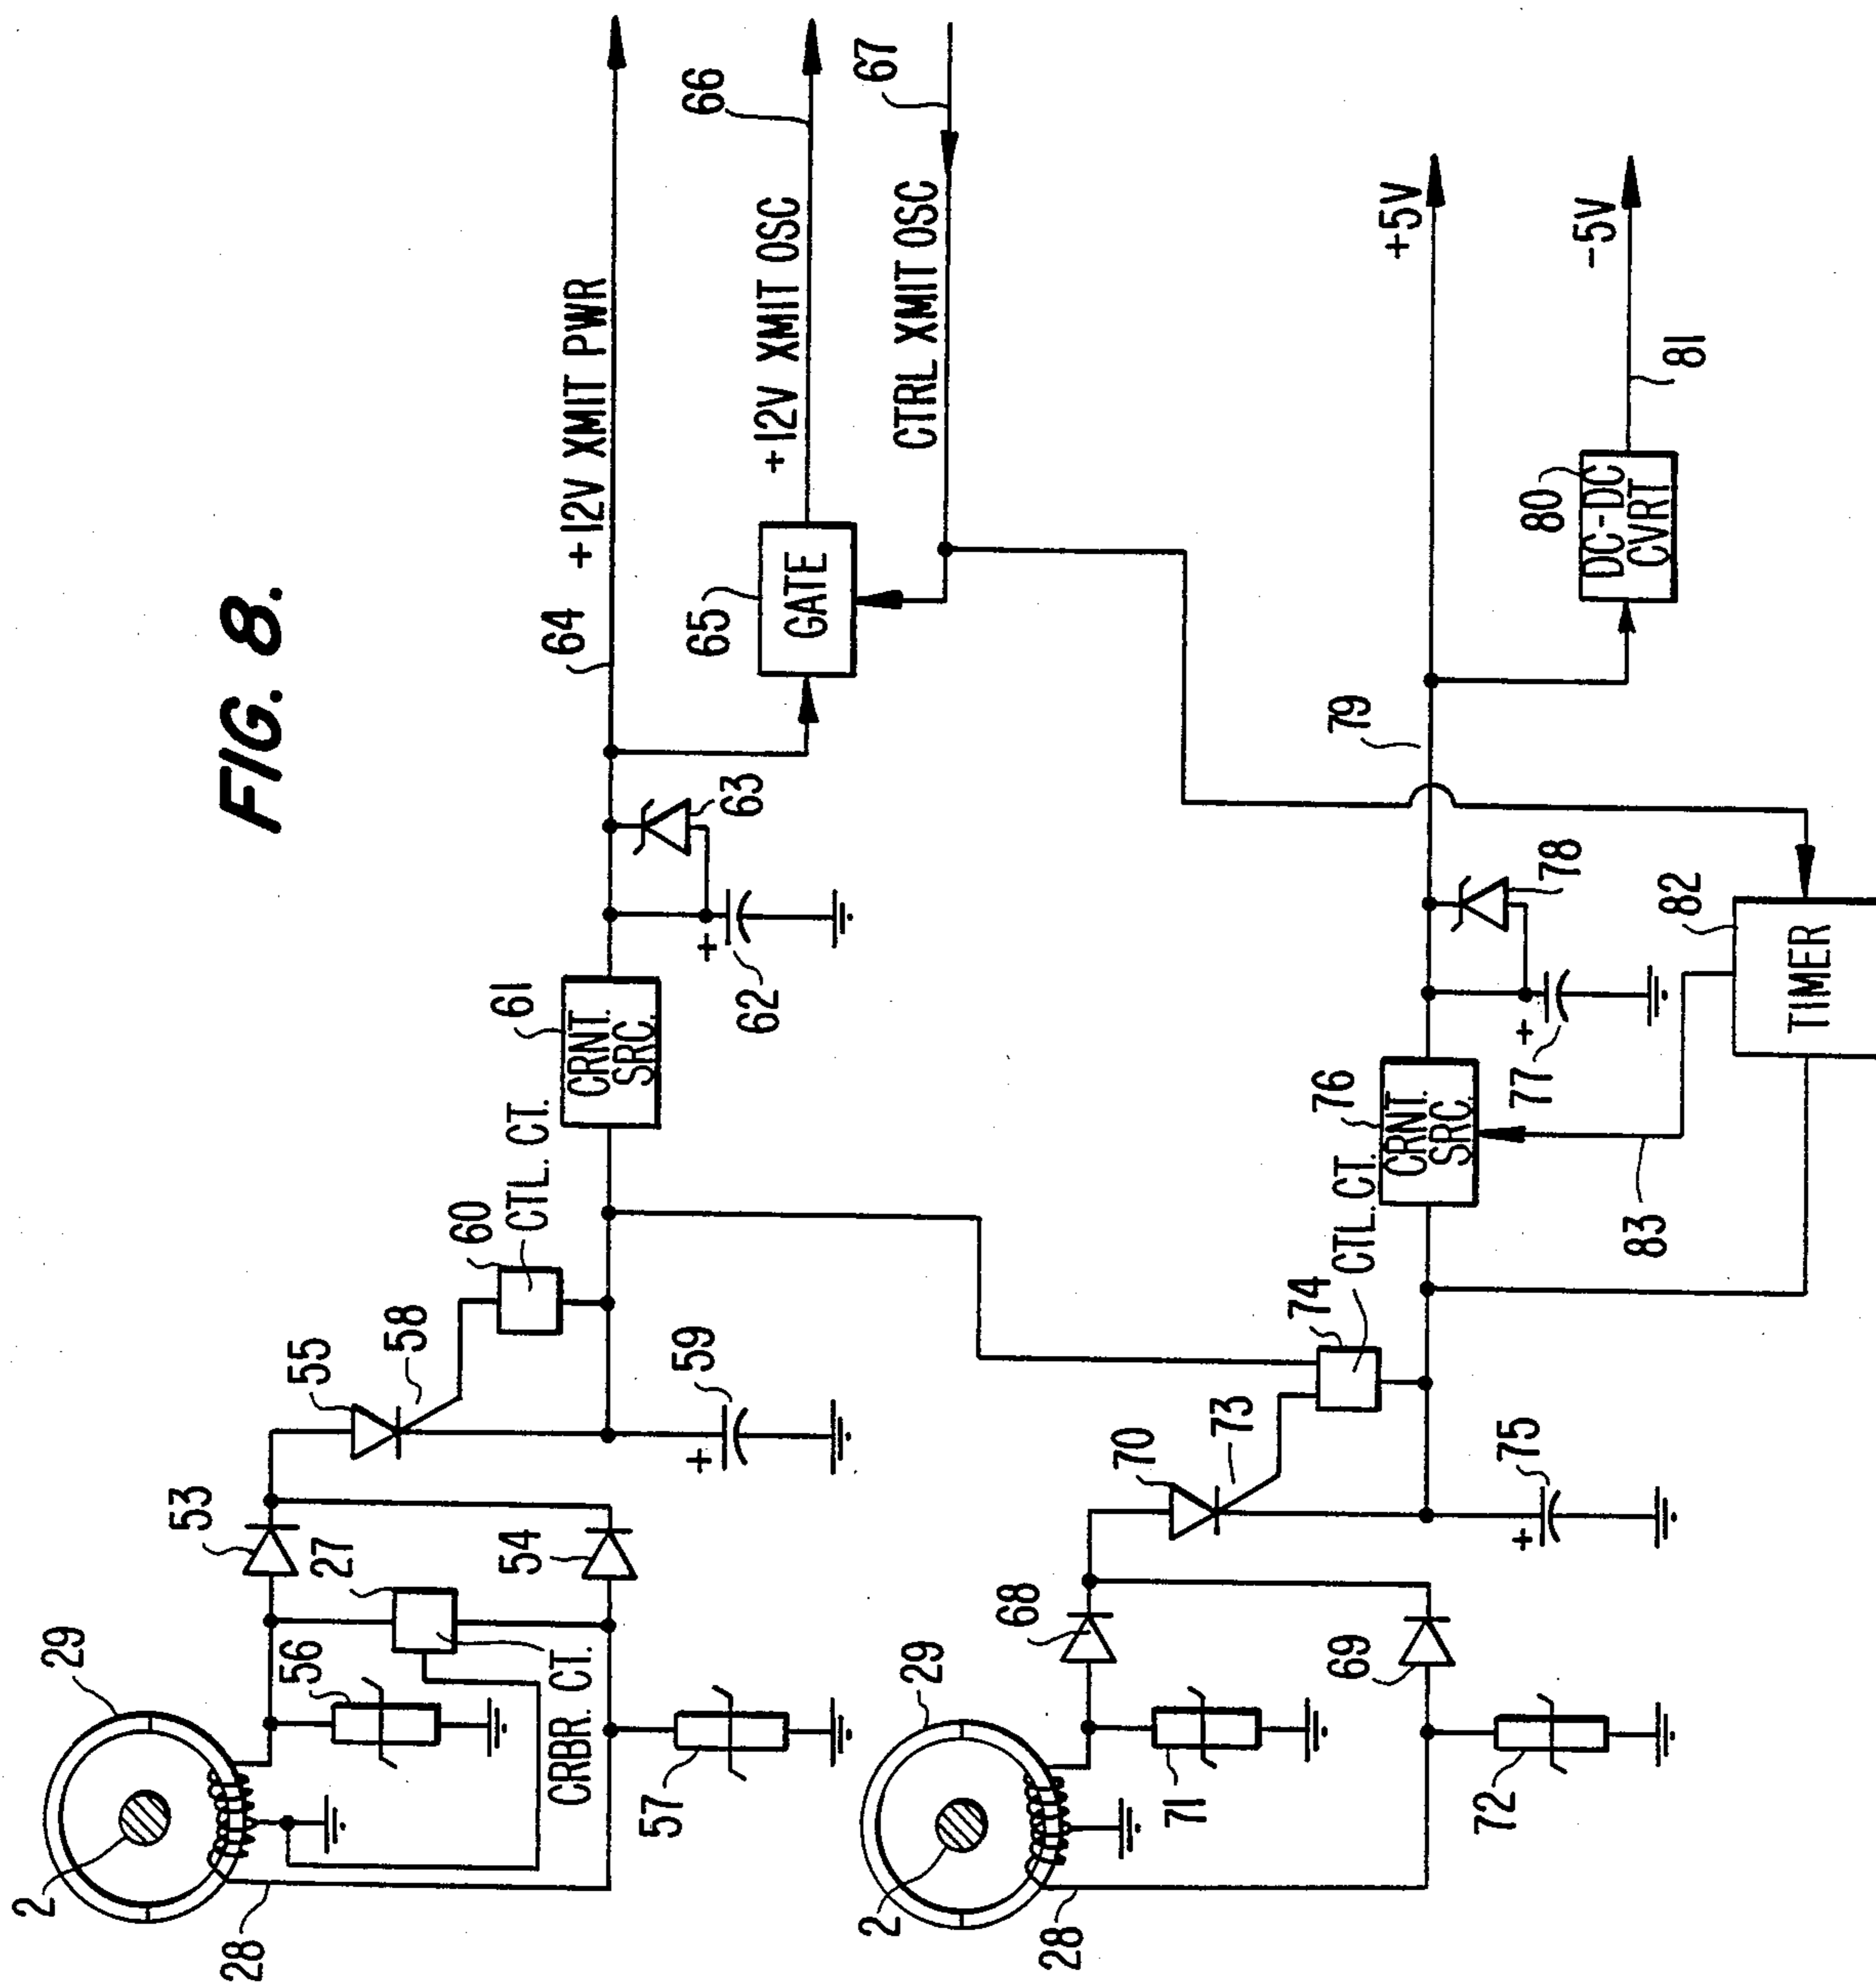 FIG. 8.
2
29
28
56
57
CRBR. CT.
27
53
54
55
58
59
60
CTL. CT.
61
CRNT.
SRC.
62
63
64
+12V XMIT PWR
65
GATE
+12V XMIT OSC
66
CTRL XMIT OSC
67
2
29
28
71
72
68
69
70
73
75
74
CTL. CT.
76
CRNT.
SRC.
83
77
78
79
+5V
82
TIMER
80
DC-DC
CVRT.
81
-5V